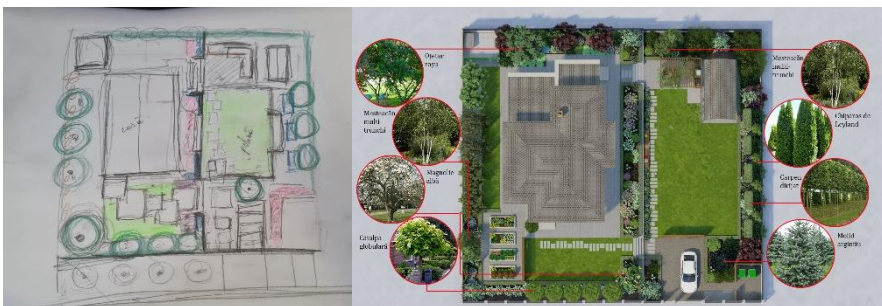 Oțetar
roșu
Mesteacăn
multi-
trunchi
Magnolie
albă
Catalpa
globulară
Mesteacăn
multi-
trunchi
Chiparos de
Leyland
Carpen
dirijat
Molid
argintiu